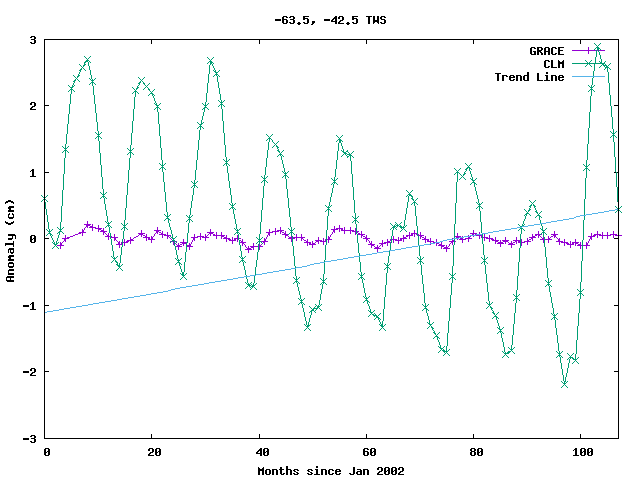 -63.5, -42.5 TWS
GRACE
CLM
Trend Line
3
2
1
0
-1
-2
-3
Anomaly (cm)
0 20 40 60 80 100
Months since Jan 2002